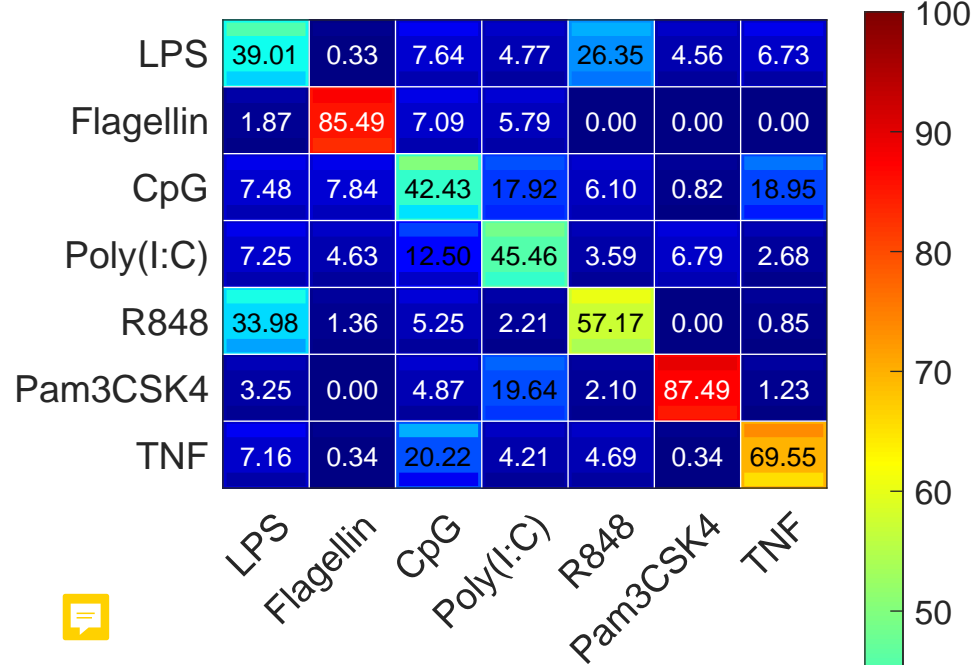 100
LPS 39.01 0.33 7.64 4.77 26.35 4.56 6.73
Flagellin 1.87 85.49 7.09 5.79 0.00 0.00 0.00
90
CpG 7.48 7.84 42.43 17.92 6.10 0.82 18.95
80
Poly(I:C) 7.25 4.63 12.50 45.46 3.59 6.79 2.68
R848 33.98 1.36 5.25 2.21 57.17 0.00 0.85
70
Pam3CSK4 3.25 0.00 4.87 19.64 2.10 87.49 1.23
TNF 7.16 0.34 20.22 4.21 4.69 0.34 69.55
60
LPS Flagellin CpG Poly(I:C) R848 Pam3CSK4 TNF
50